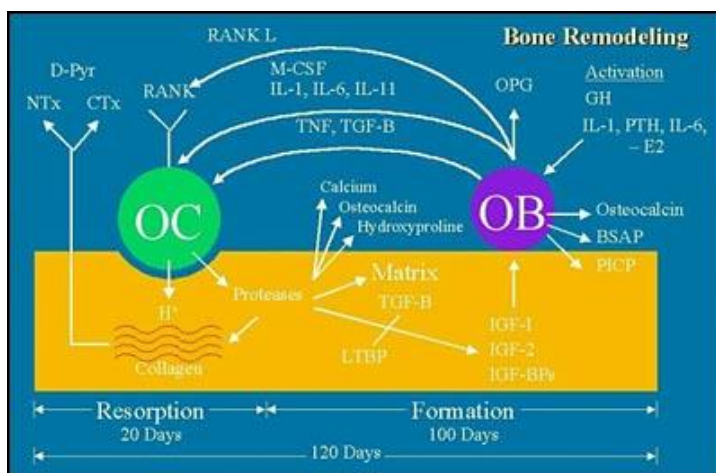 Bone Remodeling
RANK L
M-CSF
IL-1, IL-6, IL-11
TNF, TGF-B
D-Pyr
NTx
CTx
RANK
OPG
Activation
GH
IL-1, PTH, IL-6,
– E2
OC
OB
Calcium
Osteocalcin
Hydroxyproline
Osteocalcin
BSAP
PICP
Proteases
H+
Collagen
Matrix
TGF-B
LTBP
IGF-1
IGF-2
IGF-BPs
Resorption
20 Days
Formation
100 Days
120 Days